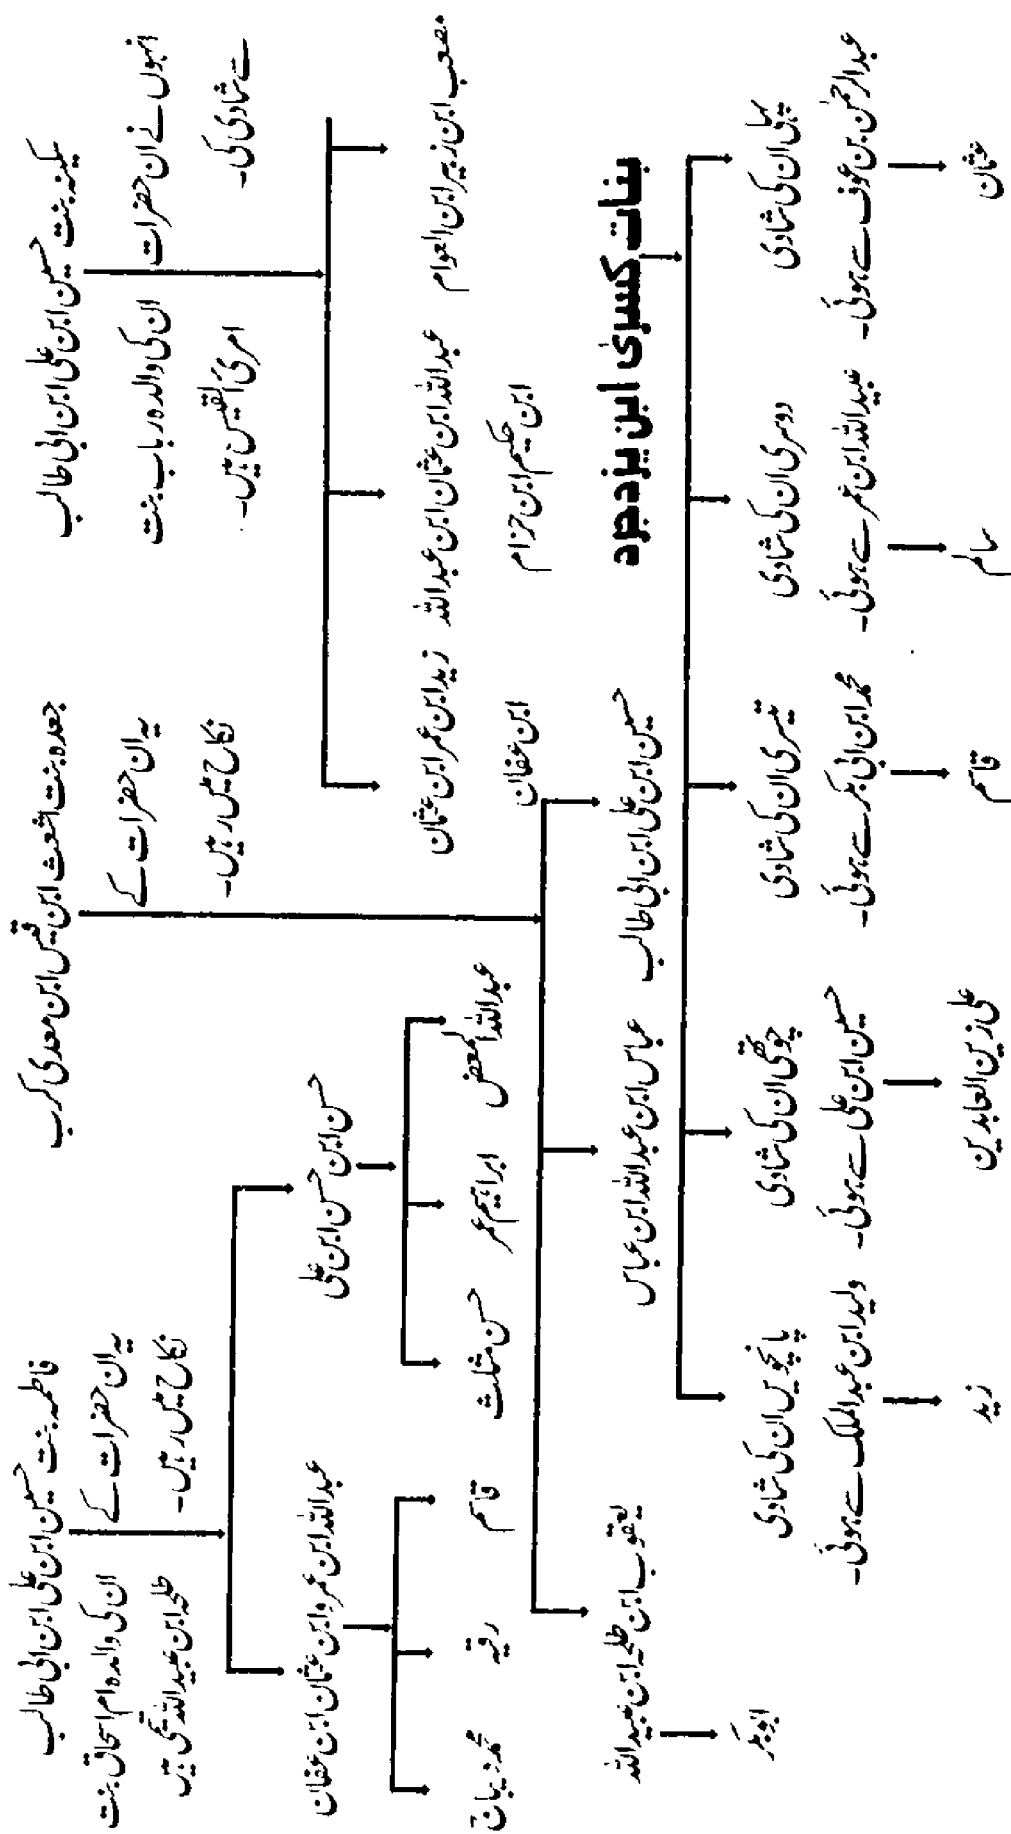 سکینہ بنت حسین ابن علی ابن ابی طالب
ان کی والدہ رباب بنت
امری القیس ہیں۔
انہوں نے ان حضرات
سے شادی کی۔
مصعب ابن زبیر ابن العوام
عبداللہ ابن عثمان ابن عبداللہ
ابن حکیم ابن حزام
زید ابن عمر ابن عثمان
ابن عفان
جعدہ بنت اشعث ابن قیس ابن معدی کرب
یہ ان حضرات کے
نکاح میں رہیں۔
حسین ابن علی ابن ابی طالب
عباس ابن عبداللہ ابن عباس
یعقوب ابن طلحہ ابن عبیداللہ
ابوبکر
فاطمہ بنت حسین ابن علی ابن ابی طالب
ان کی والدہ ام اسحاق بنت
طلحہ ابن عبیداللہ تیمی ہیں
یہ ان حضرات کے
نکاح میں رہیں۔
حسن ابن حسن ابن علی
عبداللہ المحض
ابراہیم عمر
حسن مثلث
عبداللہ ابن عمرو ابن عثمان ابن عفان
قاسم
رقیہ
محمد دیباج
بنات کسریٰ ابن یزدجرد
پہلی ان کی شادی
عبدالرحمٰن بن عوف سے ہوئی۔
عثمان
دوسری ان کی شادی
عبیداللہ ابن عمر سے ہوئی۔
سالم
تیسری ان کی شادی
محمد ابن ابی بکر سے ہوئی۔
قاسم
چوتھی ان کی شادی
حسین ابن علی سے ہوئی۔
علی زین العابدین
پانچویں ان کی شادی
ولید ابن عبدالملک سے ہوئی۔
زید